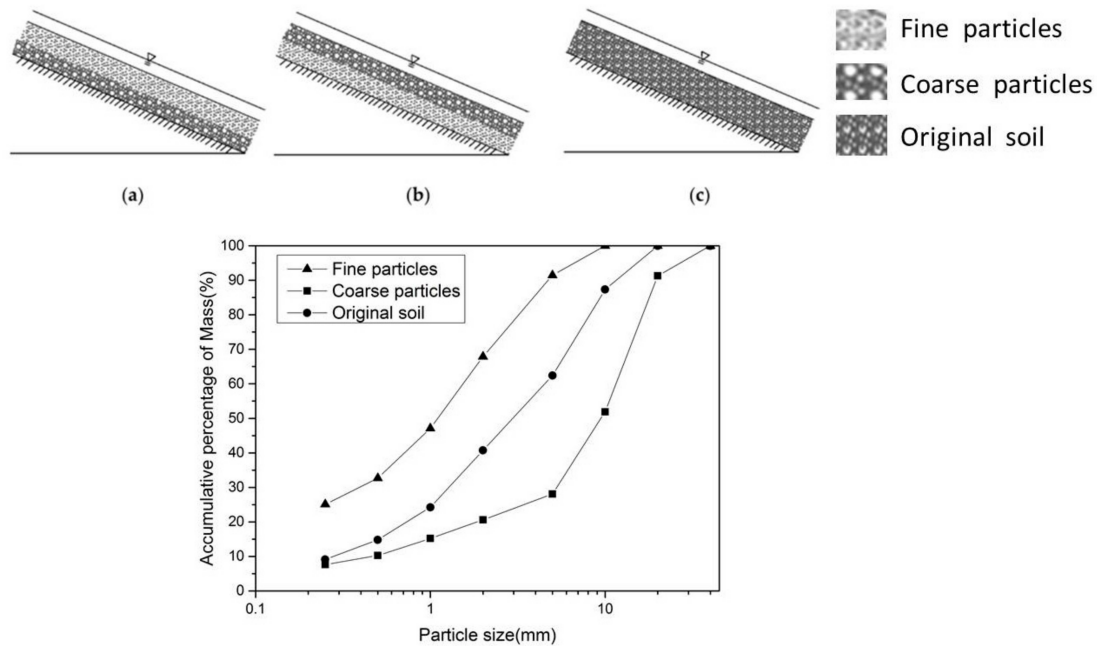 Fine particles
Coarse particles
Original soil
(a)
(b)
(c)
100
90
80
70
60
50
40
30
20
10
0
Accumulative percentage of Mass(%)
Fine particles
Coarse particles
Original soil
0.1
1
10
Particle size(mm)